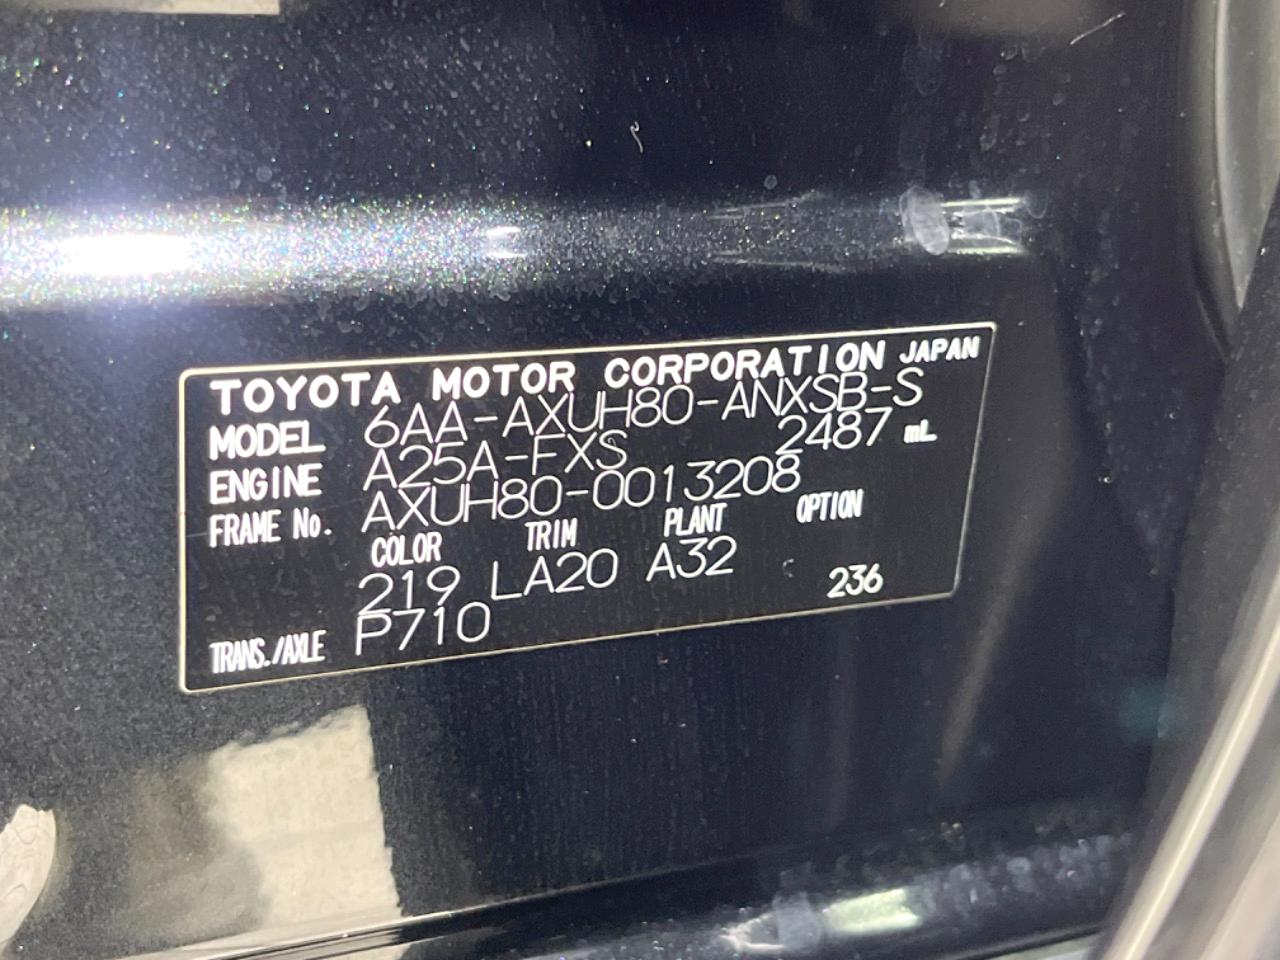 TOYOTA MOTOR CORPORATION JAPAN
MODEL 6AA-AXUH80-ANXSB-S
ENGINE A25A-FXS 2487 mL
FRAME No. AXUH80-0013208
COLOR TRIM PLANT OPTION
219 LA20 A32
236
TRANS./AXLE P710